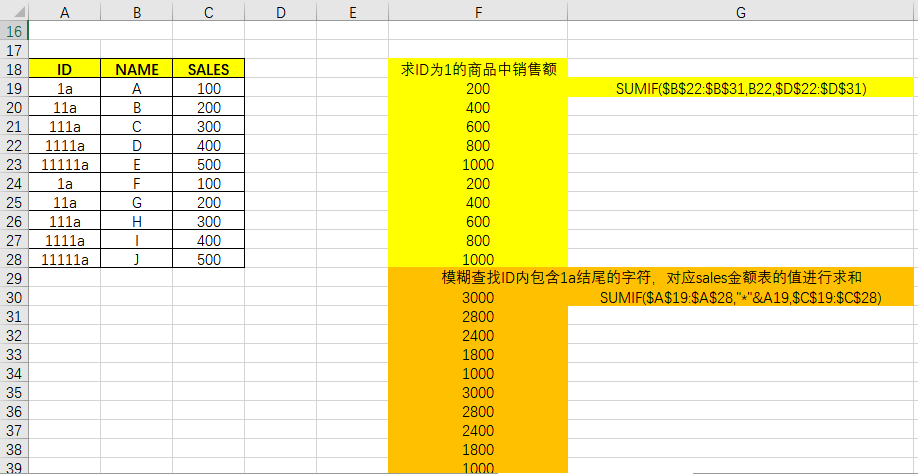 A B C D E F G
16
17
18 ID NAME SALES 求ID为1的商品中销售额
19 1a A 100 200 SUMIF($B$22:$B$31,B22,$D$22:$D$31)
20 11a B 200 400
21 111a C 300 600
22 1111a D 400 800
23 11111a E 500 1000
24 1a F 100 200
25 11a G 200 400
26 111a H 300 600
27 1111a I 400 800
28 11111a J 500 1000
29 模糊查找ID内包含1a结尾的字符，对应sales金额表的值进行求和
30 3000 SUMIF($A$19:$A$28,"*"&A19,$C$19:$C$28)
31 2800
32 2400
33 1800
34 1000
35 3000
36 2800
37 2400
38 1800
39 1000